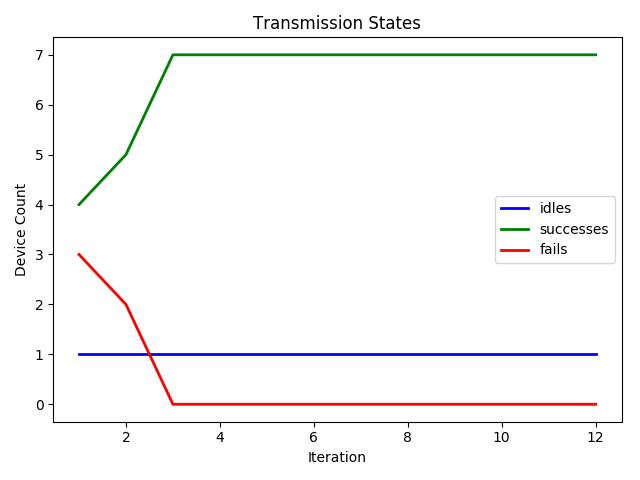 Transmission States
7
6
5
4
3
2
1
0
Device Count
idles
successes
fails
2 4 6 8 10 12
Iteration